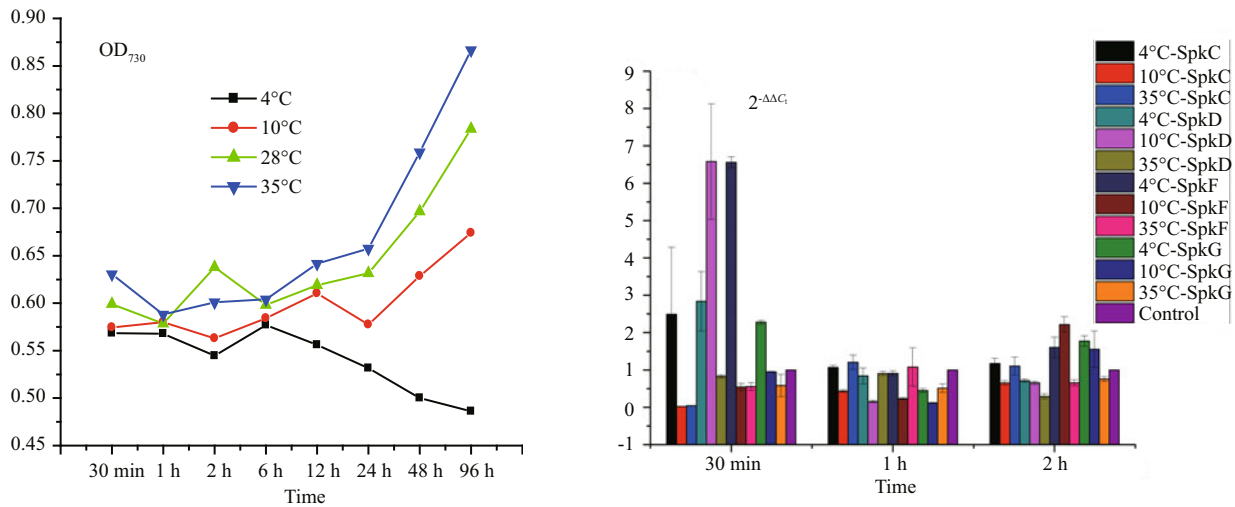 0.90
0.85
0.80
0.75
0.70
0.65
0.60
0.55
0.50
0.45
OD₇₃₀
4°C
10°C
28°C
35°C
30 min 1 h 2 h 6 h 12 h 24 h 48 h 96 h
Time
9
8
7
6
5
4
3
2
1
0
-1
2^-ΔΔCt
4°C-SpkC
10°C-SpkC
35°C-SpkC
4°C-SpkD
10°C-SpkD
35°C-SpkD
4°C-SpkF
10°C-SpkF
35°C-SpkF
4°C-SpkG
10°C-SpkG
35°C-SpkG
Control
30 min 1 h 2 h
Time